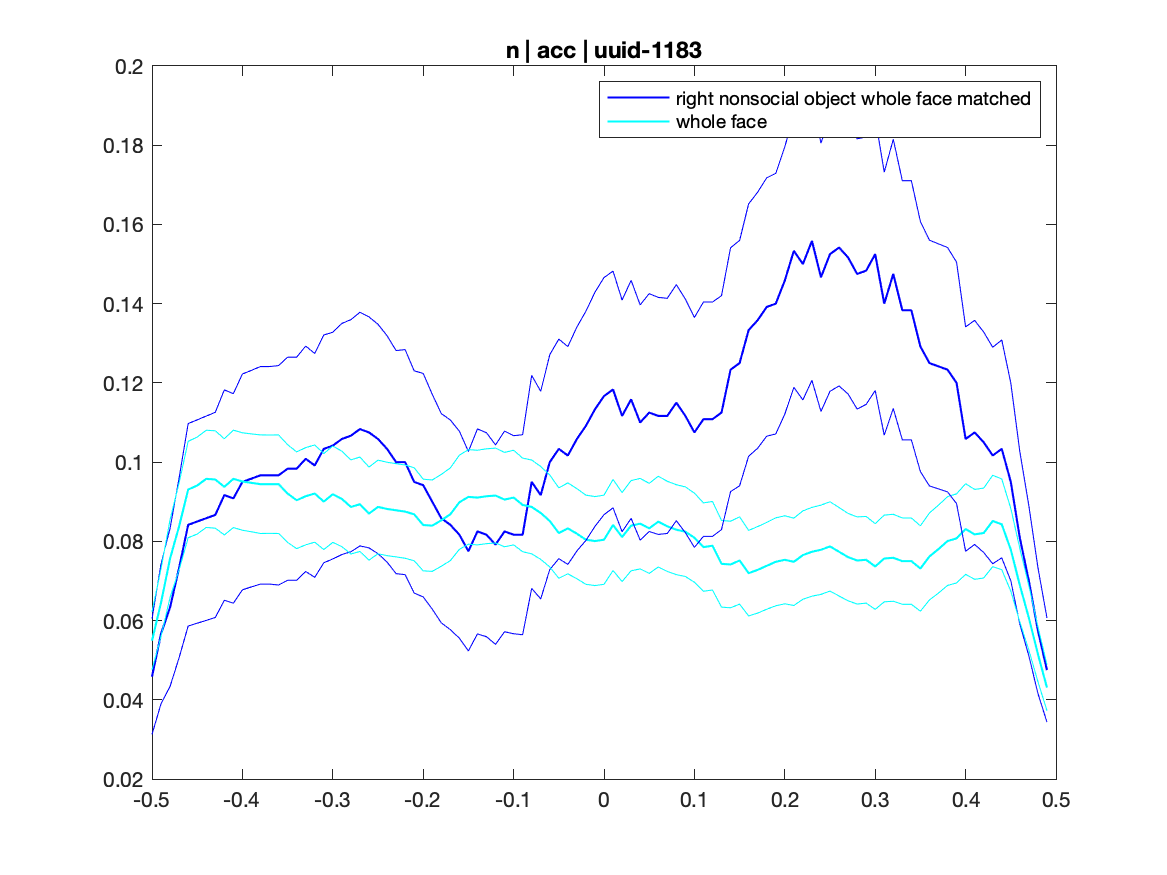 n | acc | uuid-1183
right nonsocial object whole face matched
whole face
0.2
0.18
0.16
0.14
0.12
0.1
0.08
0.06
0.04
0.02
-0.5 -0.4 -0.3 -0.2 -0.1 0 0.1 0.2 0.3 0.4 0.5